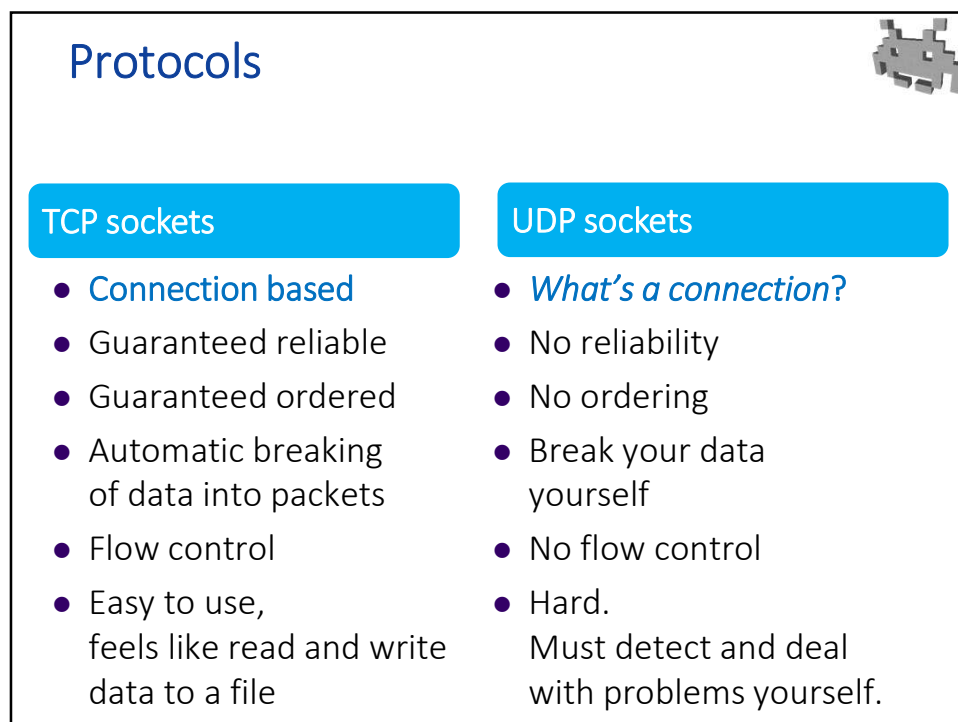 Protocols
TCP sockets
● Connection based
● Guaranteed reliable
● Guaranteed ordered
● Automatic breaking
of data into packets
● Flow control
● Easy to use,
feels like read and write
data to a file
UDP sockets
● What’s a connection?
● No reliability
● No ordering
● Break your data
yourself
● No flow control
● Hard.
Must detect and deal
with problems yourself.